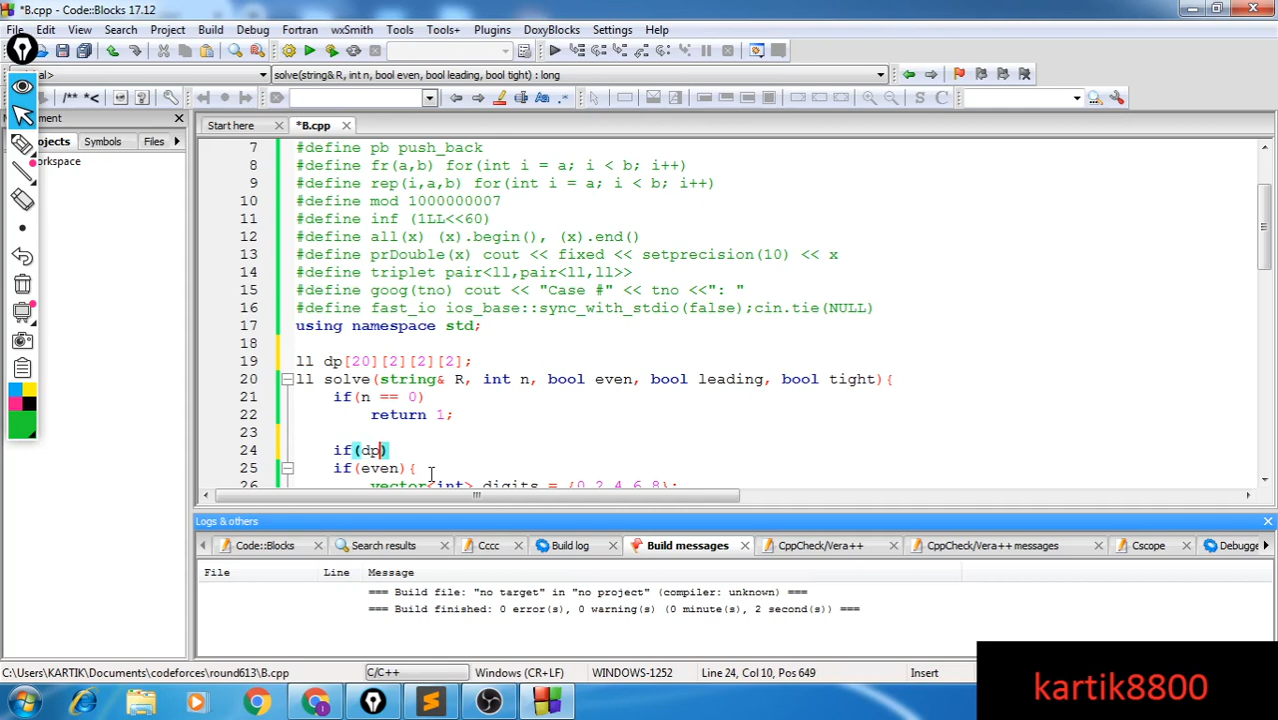 *B.cpp - Code::Blocks 17.12
File Edit View Search Project Build Debug Fortran wxSmith Tools Tools+ Plugins DoxyBlocks Settings Help
al> solve(string& R, int n, bool even, bool leading, bool tight) : long
/** *<
ment
Start here *B.cpp
ojects Symbols Files
orkspace
7 #define pb push_back
8 #define fr(a,b) for(int i = a; i < b; i++)
9 #define rep(i,a,b) for(int i = a; i < b; i++)
10 #define mod 1000000007
11 #define inf (1LL<<60)
12 #define all(x) (x).begin(), (x).end()
13 #define prDouble(x) cout << fixed << setprecision(10) << x
14 #define triplet pair<ll,pair<ll,ll>>
15 #define goog(tno) cout << "Case #" << tno <<": "
16 #define fast_io ios_base::sync_with_stdio(false);cin.tie(NULL)
17 using namespace std;
18
19 ll dp[20][2][2][2];
20 ll solve(string& R, int n, bool even, bool leading, bool tight){
21 if(n == 0)
22 return 1;
23
24 if(dp)
25 if(even){
26 vector<int> digits = {0,2,4,6,8};
Logs & others
Code::Blocks Search results Cccc Build log Build messages CppCheck/Vera++ CppCheck/Vera++ messages Cscope Debugge
File Line Message
=== Build file: "no target" in "no project" (compiler: unknown) ===
=== Build finished: 0 error(s), 0 warning(s) (0 minute(s), 2 second(s)) ===
C:\Users\KARTIK\Documents\codeforces\round613\B.cpp C/C++ Windows (CR+LF) WINDOWS-1252 Line 24, Col 10, Pos 649 Insert
kartik8800